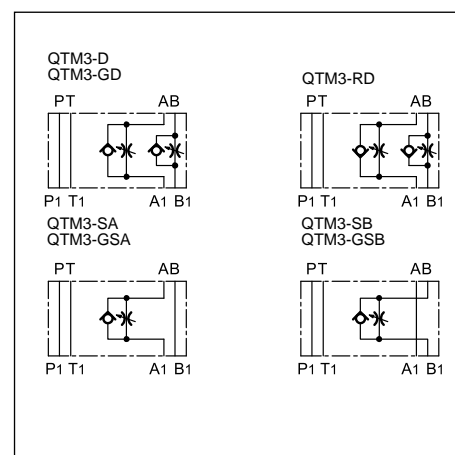 QTM3-D
QTM3-GD
PT AB
P1 T1 A1 B1
QTM3-RD
PT AB
P1 T1 A1 B1
QTM3-SA
QTM3-GSA
PT AB
P1 T1 A1 B1
QTM3-SB
QTM3-GSB
PT AB
P1 T1 A1 B1